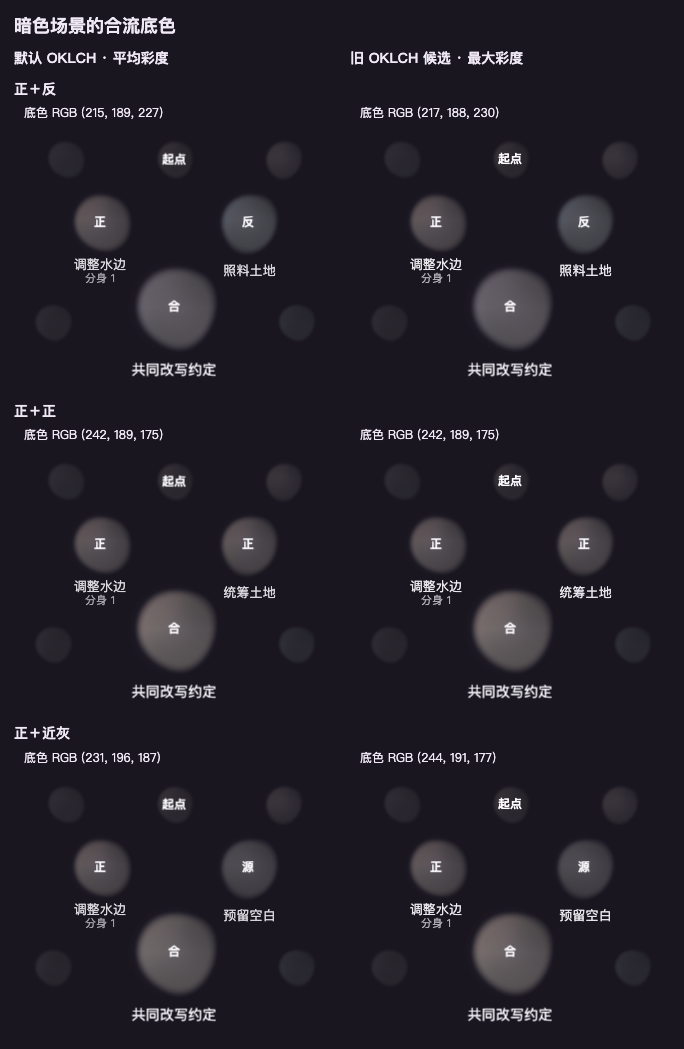 暗色场景的合流底色
默认 OKLCH · 平均彩度
旧 OKLCH 候选 · 最大彩度
正＋反
底色 RGB (215, 189, 227)
底色 RGB (217, 188, 230)
起点
起点
正
反
正
反
调整水边
分身 1
照料土地
调整水边
分身 1
照料土地
合
合
共同改写约定
共同改写约定
正＋正
底色 RGB (242, 189, 175)
底色 RGB (242, 189, 175)
起点
起点
正
正
正
正
调整水边
分身 1
统筹土地
调整水边
分身 1
统筹土地
合
合
共同改写约定
共同改写约定
正＋近灰
底色 RGB (231, 196, 187)
底色 RGB (244, 191, 177)
起点
起点
正
源
正
源
调整水边
分身 1
预留空白
调整水边
分身 1
预留空白
合
合
共同改写约定
共同改写约定